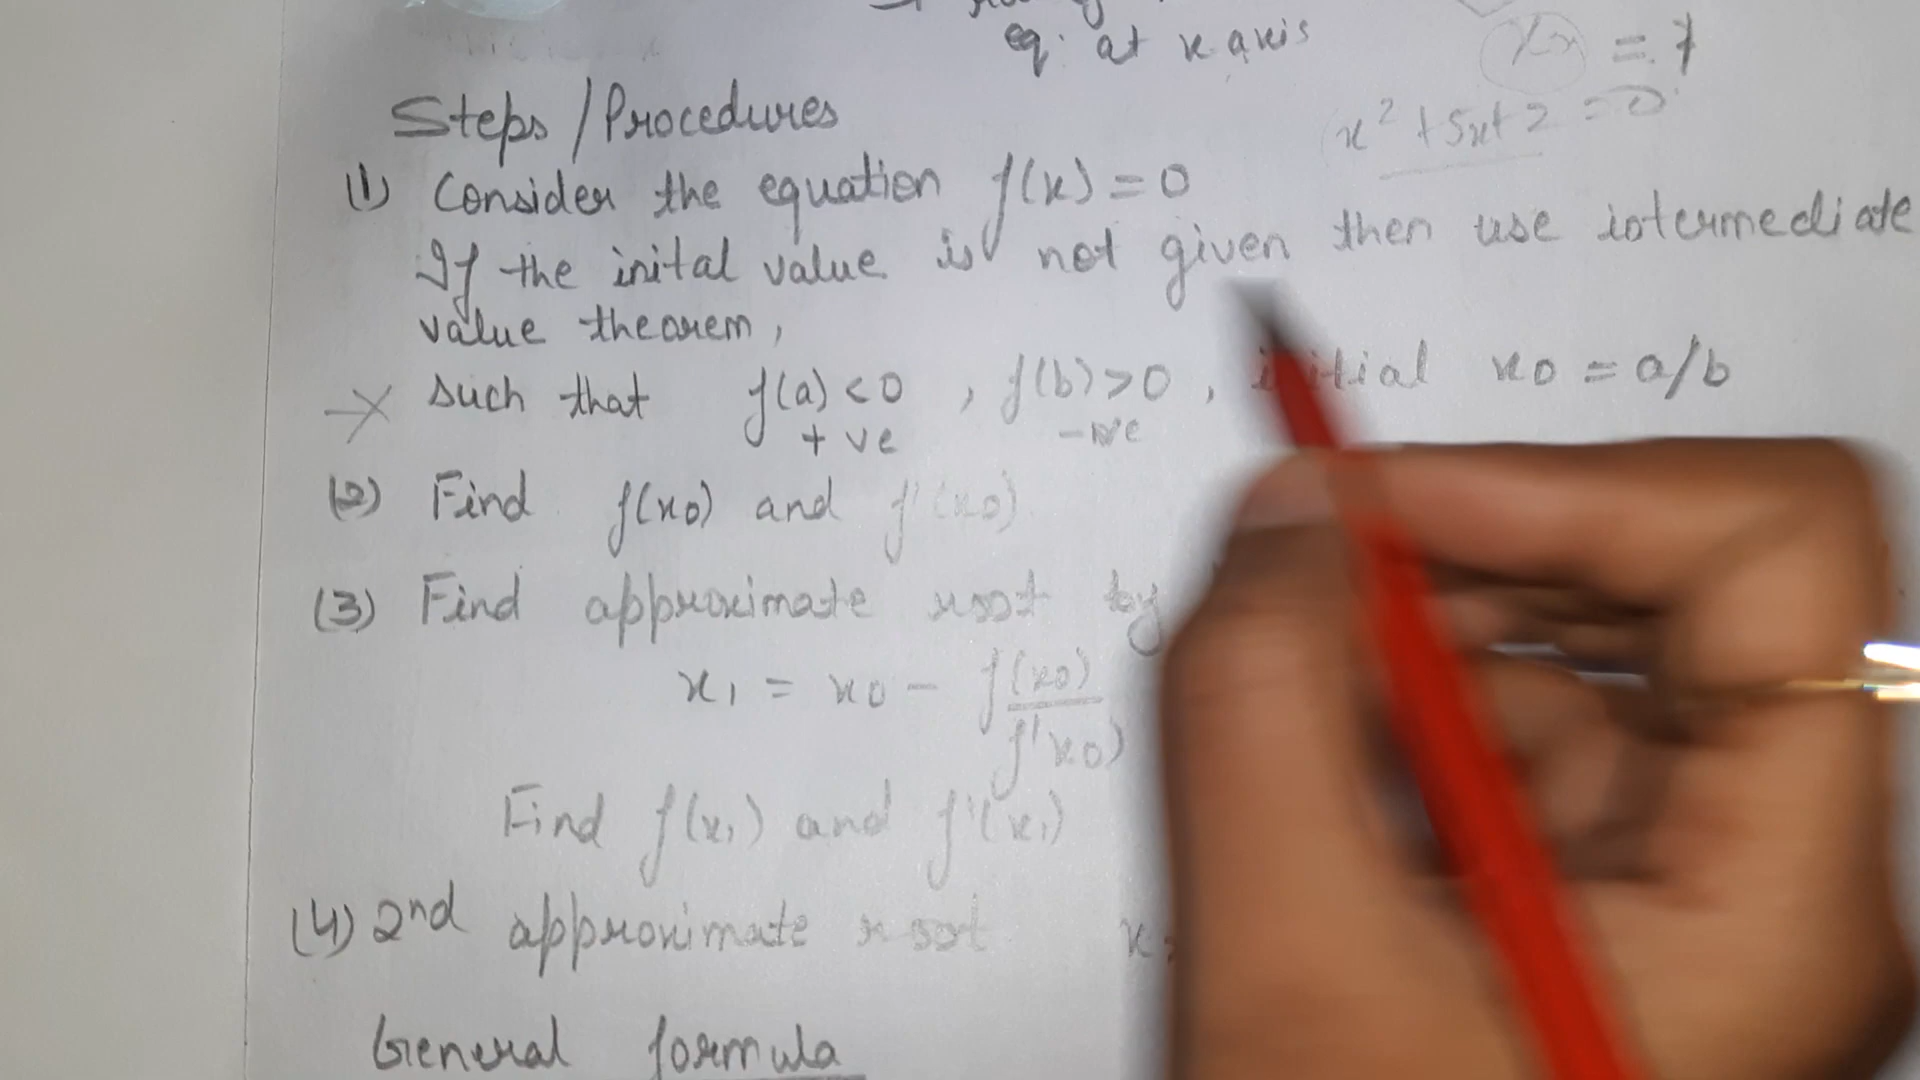 eq. at x axis
= 7
x² + 5x + 2 = 0
Steps / Procedures
(1) Consider the equation f(x) = 0
If the inital value is not given then use intermediate
value theorem,
such that f(a) < 0 , f(b) > 0 , initial x0 = a/b
+ ve - ve
(2) Find f(x0) and f'(x0)
(3) Find approximate root by
x1 = x0 - f(x0)
f'x0)
Find f(x1) and f'(x1)
(4) 2nd approximate root x
General formula